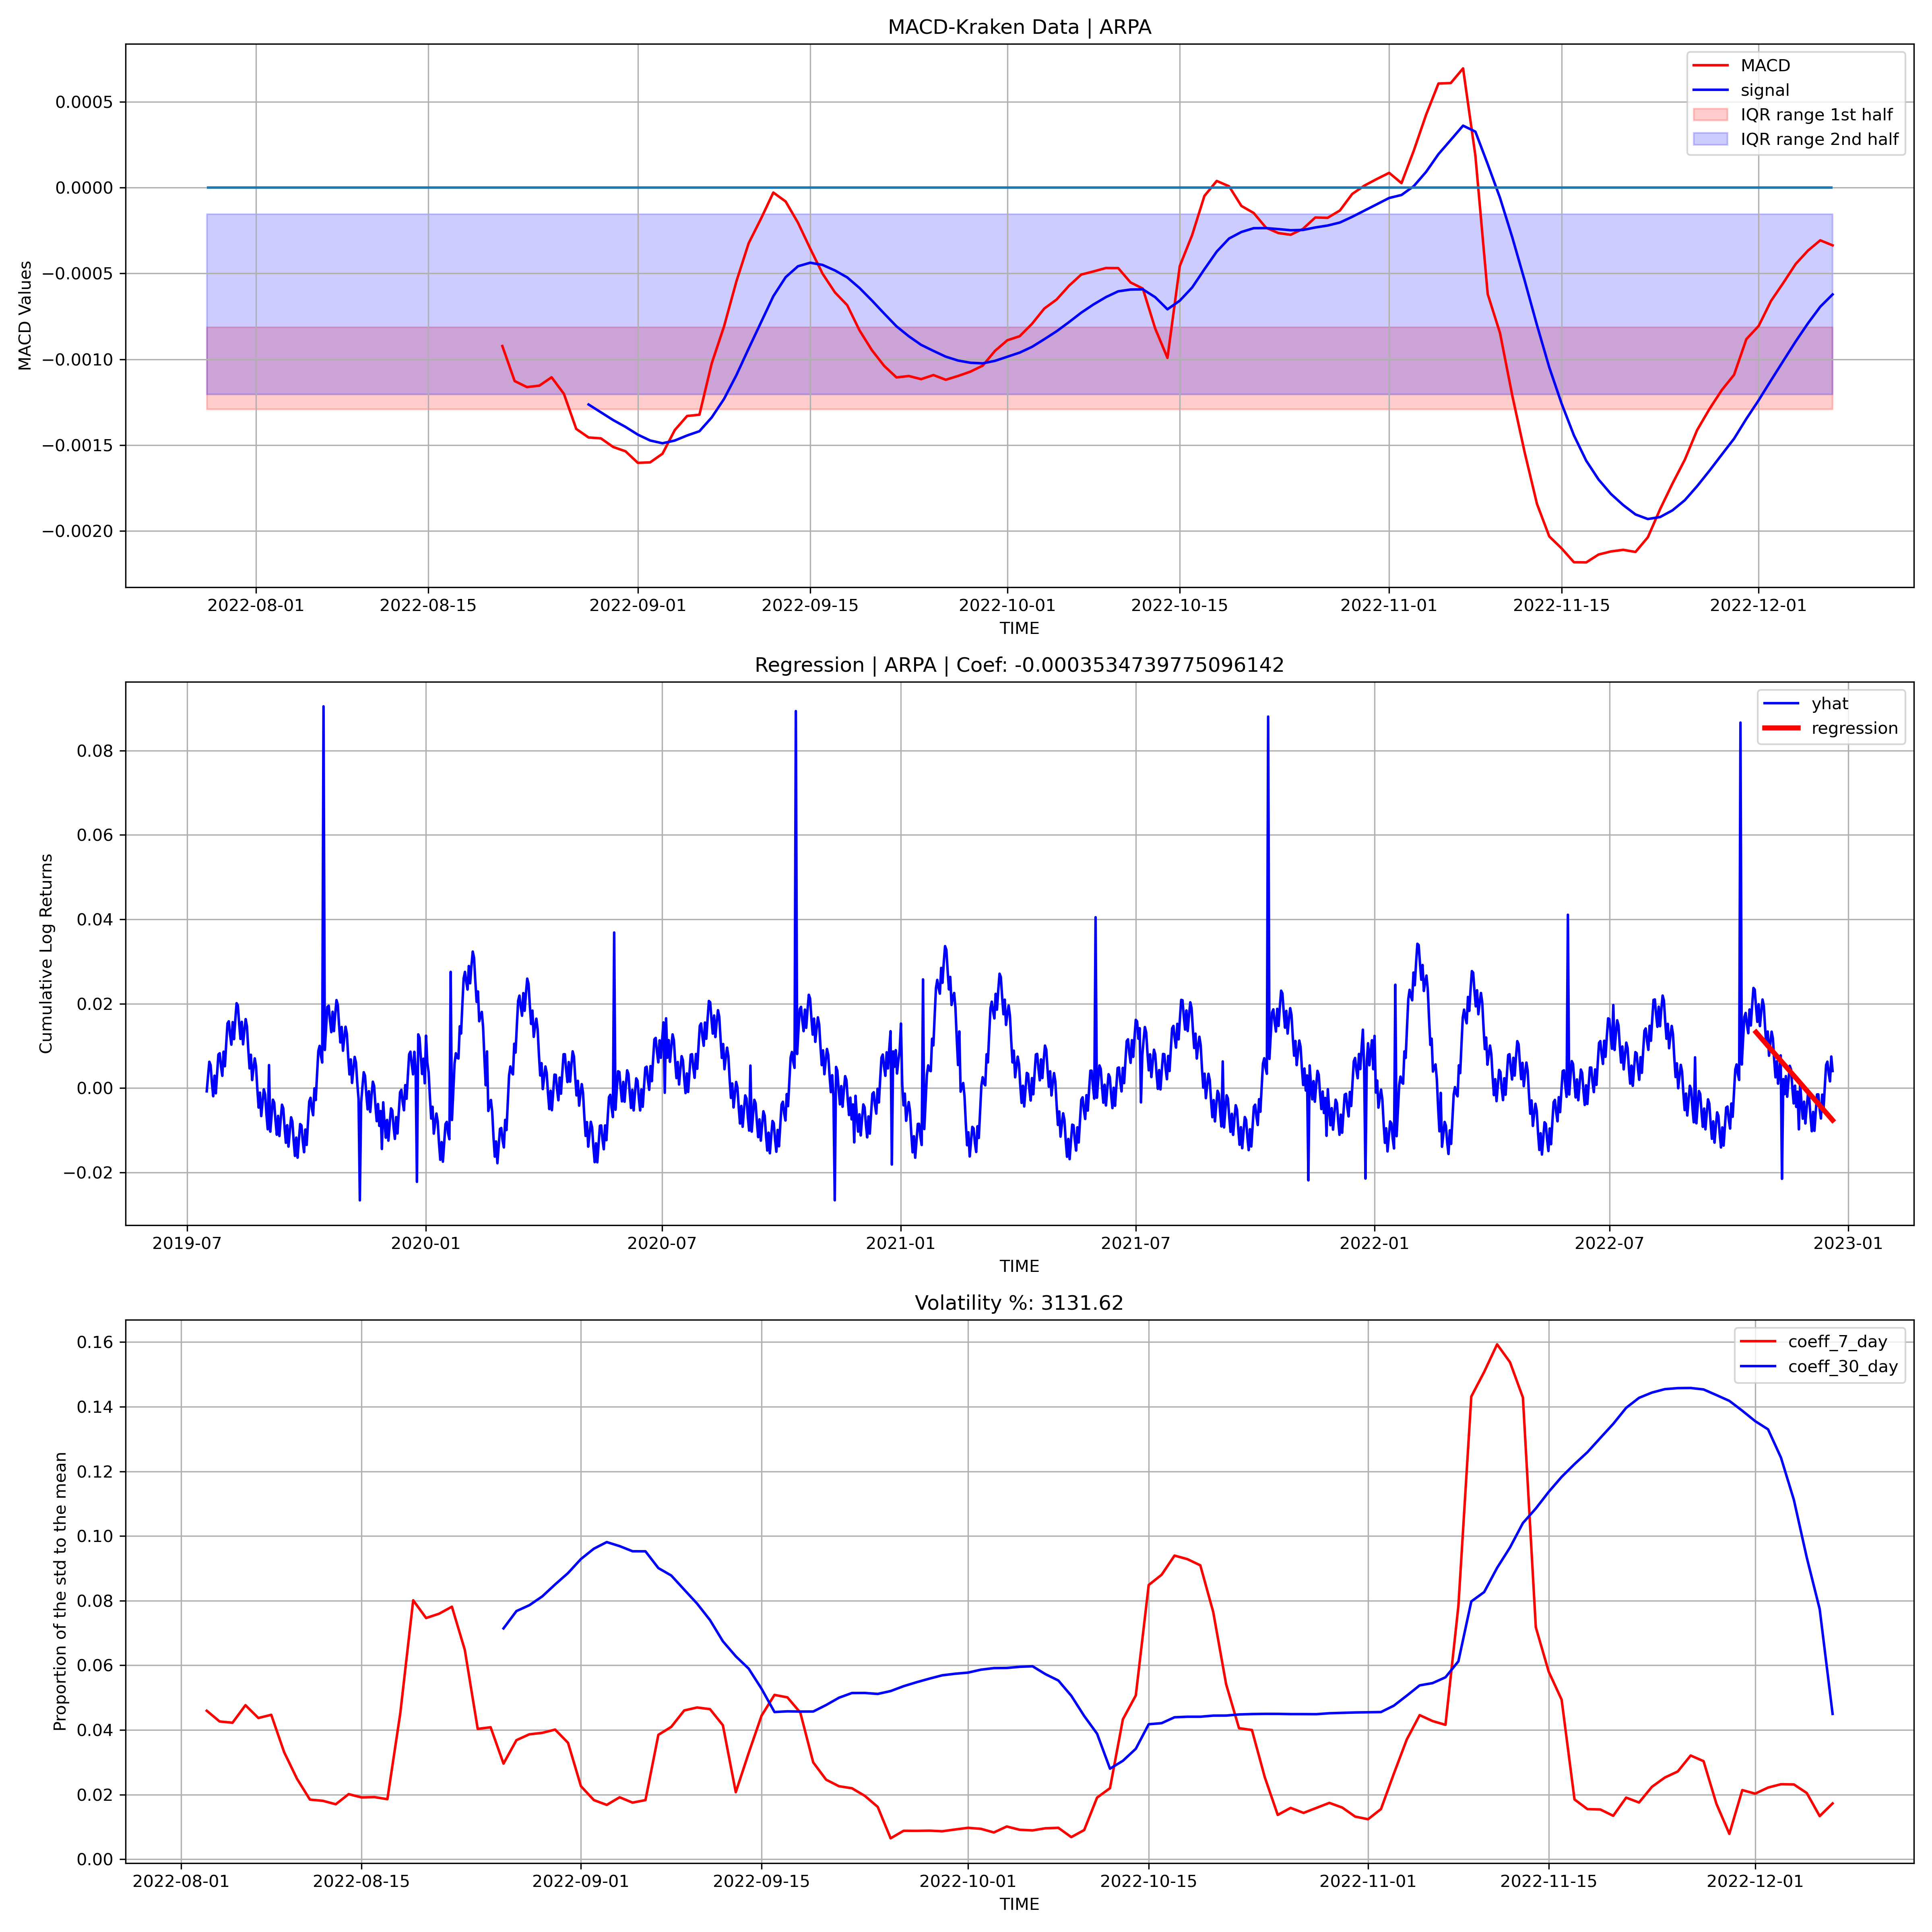 MACD-Kraken Data | ARPA
MACD
signal
IQR range 1st half
IQR range 2nd half
MACD Values
0.0005
0.0000
−0.0005
−0.0010
−0.0015
−0.0020
2022-08-01 2022-08-15 2022-09-01 2022-09-15 2022-10-01 2022-10-15 2022-11-01 2022-11-15 2022-12-01
TIME
Regression | ARPA | Coef: -0.0003534739775096142
yhat
regression
Cumulative Log Returns
0.08
0.06
0.04
0.02
0.00
−0.02
2019-07 2020-01 2020-07 2021-01 2021-07 2022-01 2022-07 2023-01
TIME
Volatility %: 3131.62
coeff_7_day
coeff_30_day
Proportion of the std to the mean
0.16
0.14
0.12
0.10
0.08
0.06
0.04
0.02
0.00
2022-08-01 2022-08-15 2022-09-01 2022-09-15 2022-10-01 2022-10-15 2022-11-01 2022-11-15 2022-12-01
TIME